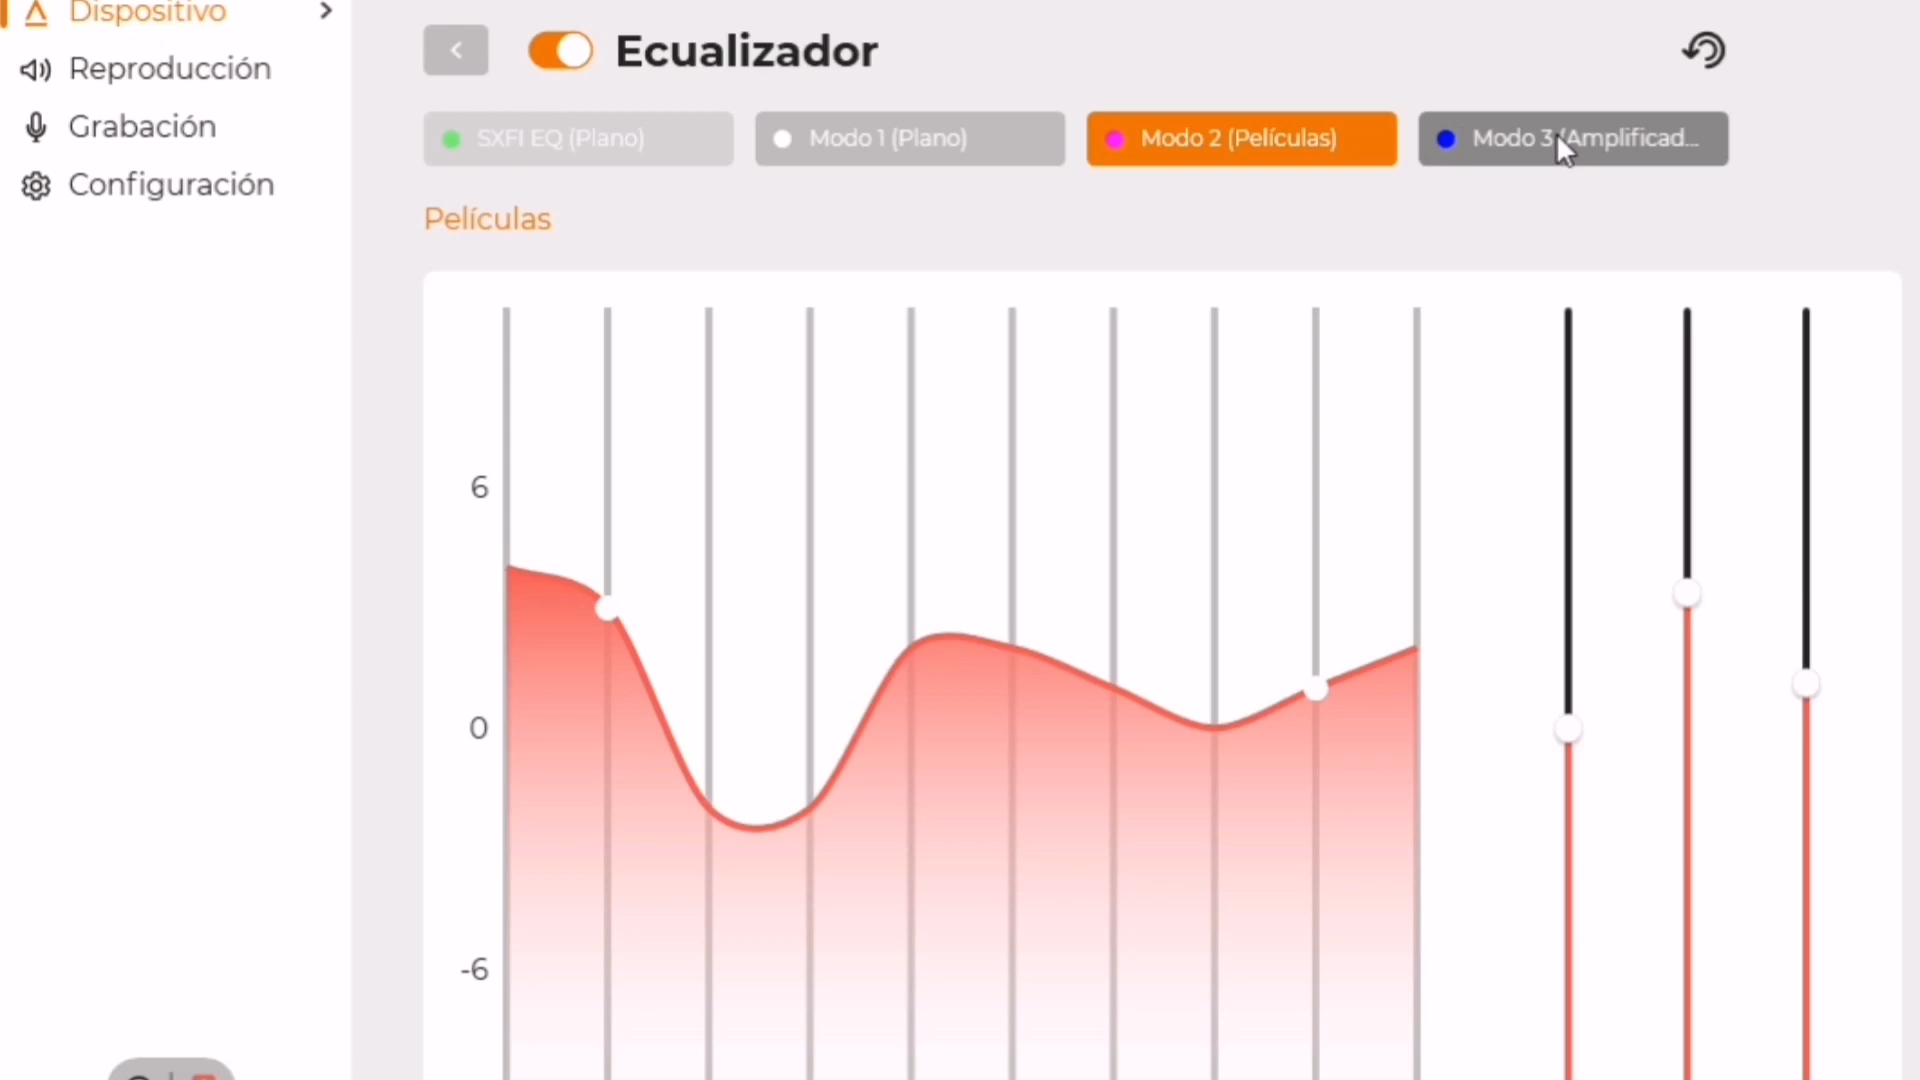 Dispositivo
Reproducción
Grabación
Configuración
Ecualizador
SXFI EQ (Plano)
Modo 1 (Plano)
Modo 2 (Películas)
Modo 3 (Amplificad...
Películas
6
0
-6